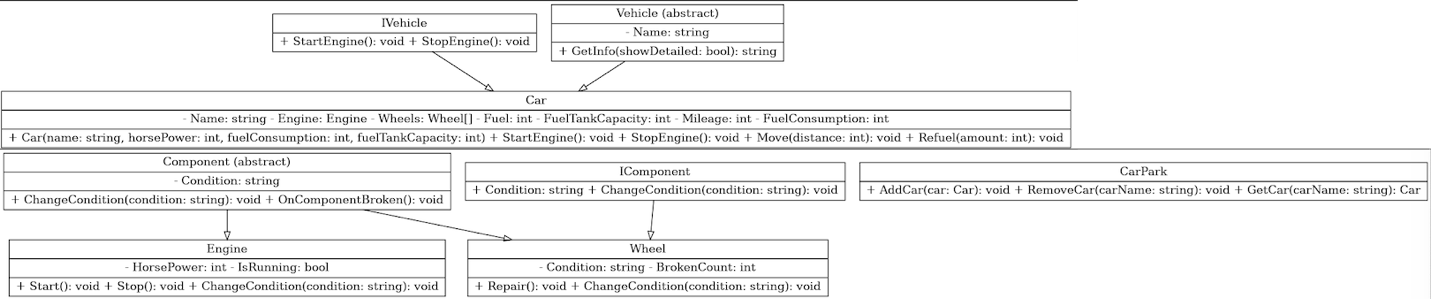 IVehicle
+ StartEngine(): void + StopEngine(): void
Vehicle (abstract)
- Name: string
+ GetInfo(showDetailed: bool): string
Car
- Name: string - Engine: Engine - Wheels: Wheel[] - Fuel: int - FuelTankCapacity: int - Mileage: int - FuelConsumption: int
+ Car(name: string, horsePower: int, fuelConsumption: int, fuelTankCapacity: int) + StartEngine(): void + StopEngine(): void + Move(distance: int): void + Refuel(amount: int): void
Component (abstract)
- Condition: string
+ ChangeCondition(condition: string): void + OnComponentBroken(): void
IComponent
+ Condition: string + ChangeCondition(condition: string): void
CarPark
+ AddCar(car: Car): void + RemoveCar(carName: string): void + GetCar(carName: string): Car
Engine
- HorsePower: int - IsRunning: bool
+ Start(): void + Stop(): void + ChangeCondition(condition: string): void
Wheel
- Condition: string - BrokenCount: int
+ Repair(): void + ChangeCondition(condition: string): void